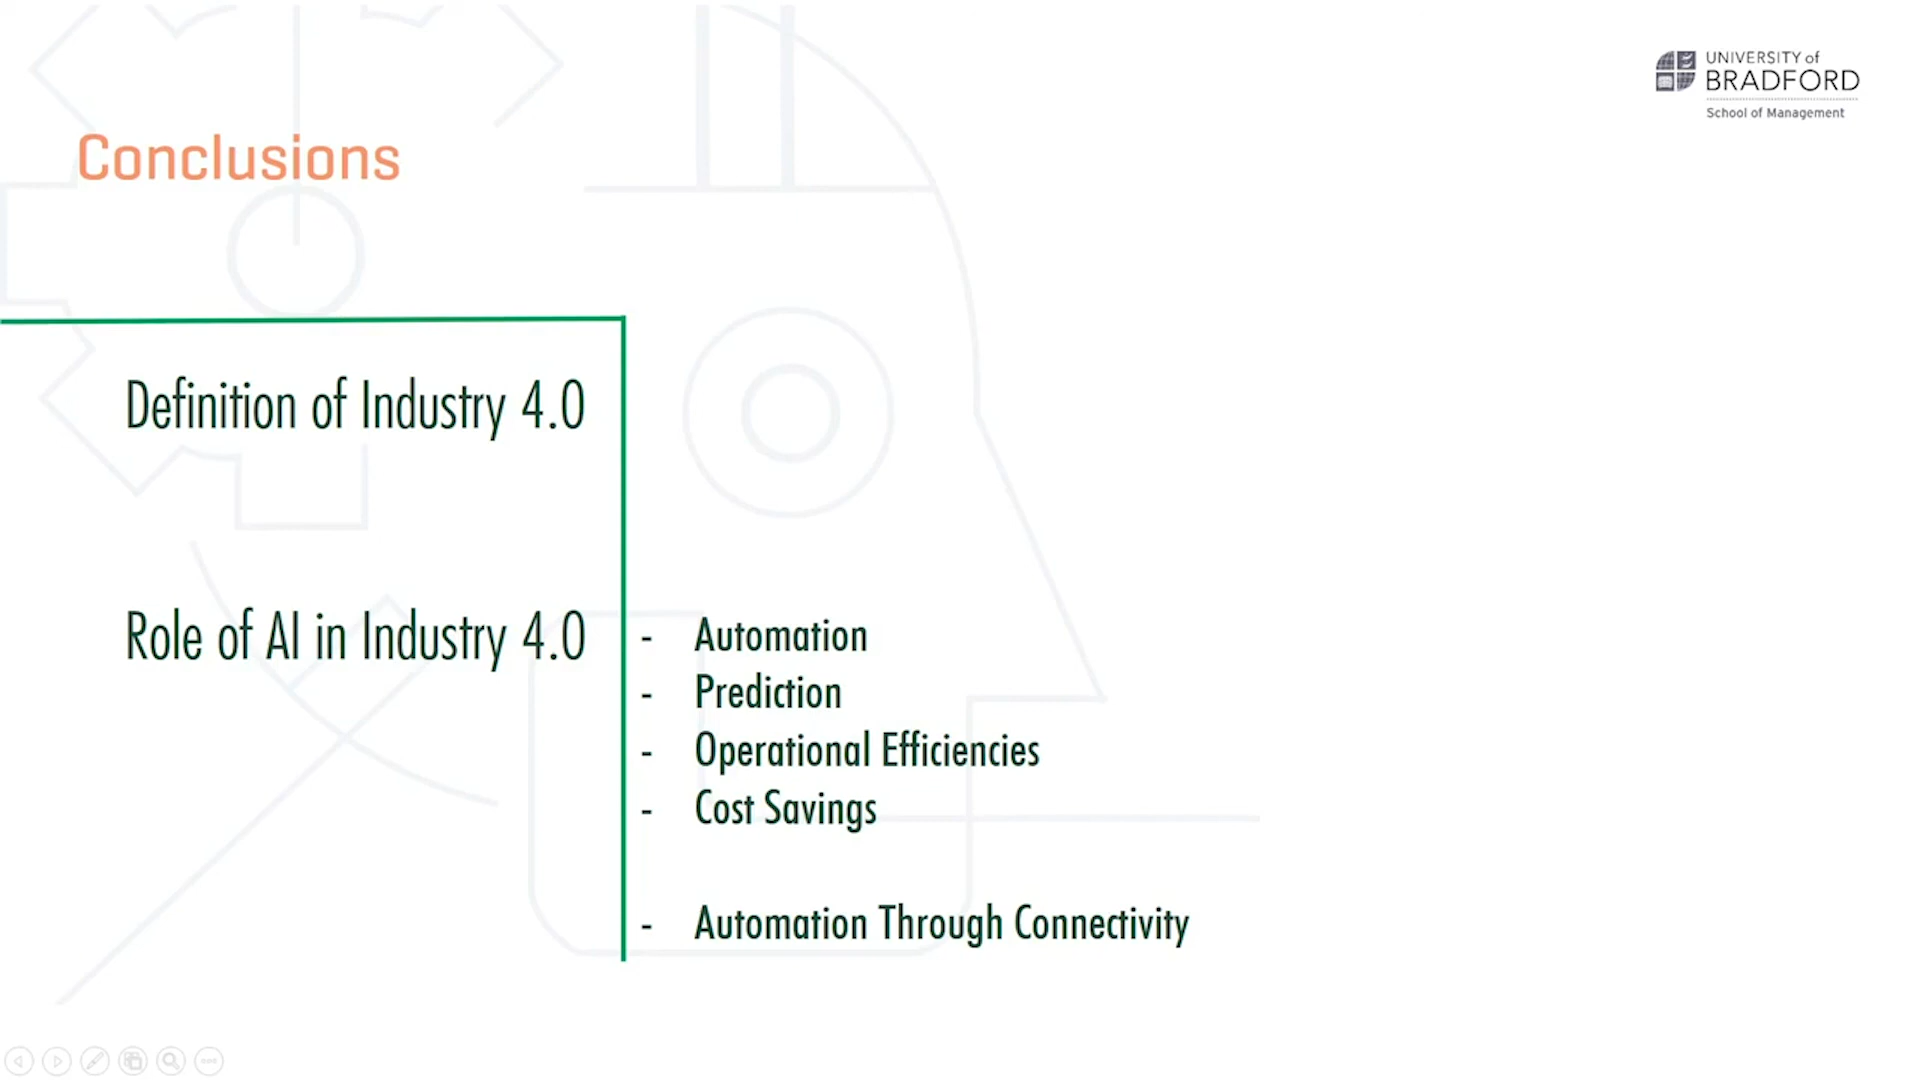 UNIVERSITY of
BRADFORD
School of Management
Conclusions
Definition of Industry 4.0
Role of AI in Industry 4.0
- Automation
- Prediction
- Operational Efficiencies
- Cost Savings
- Automation Through Connectivity